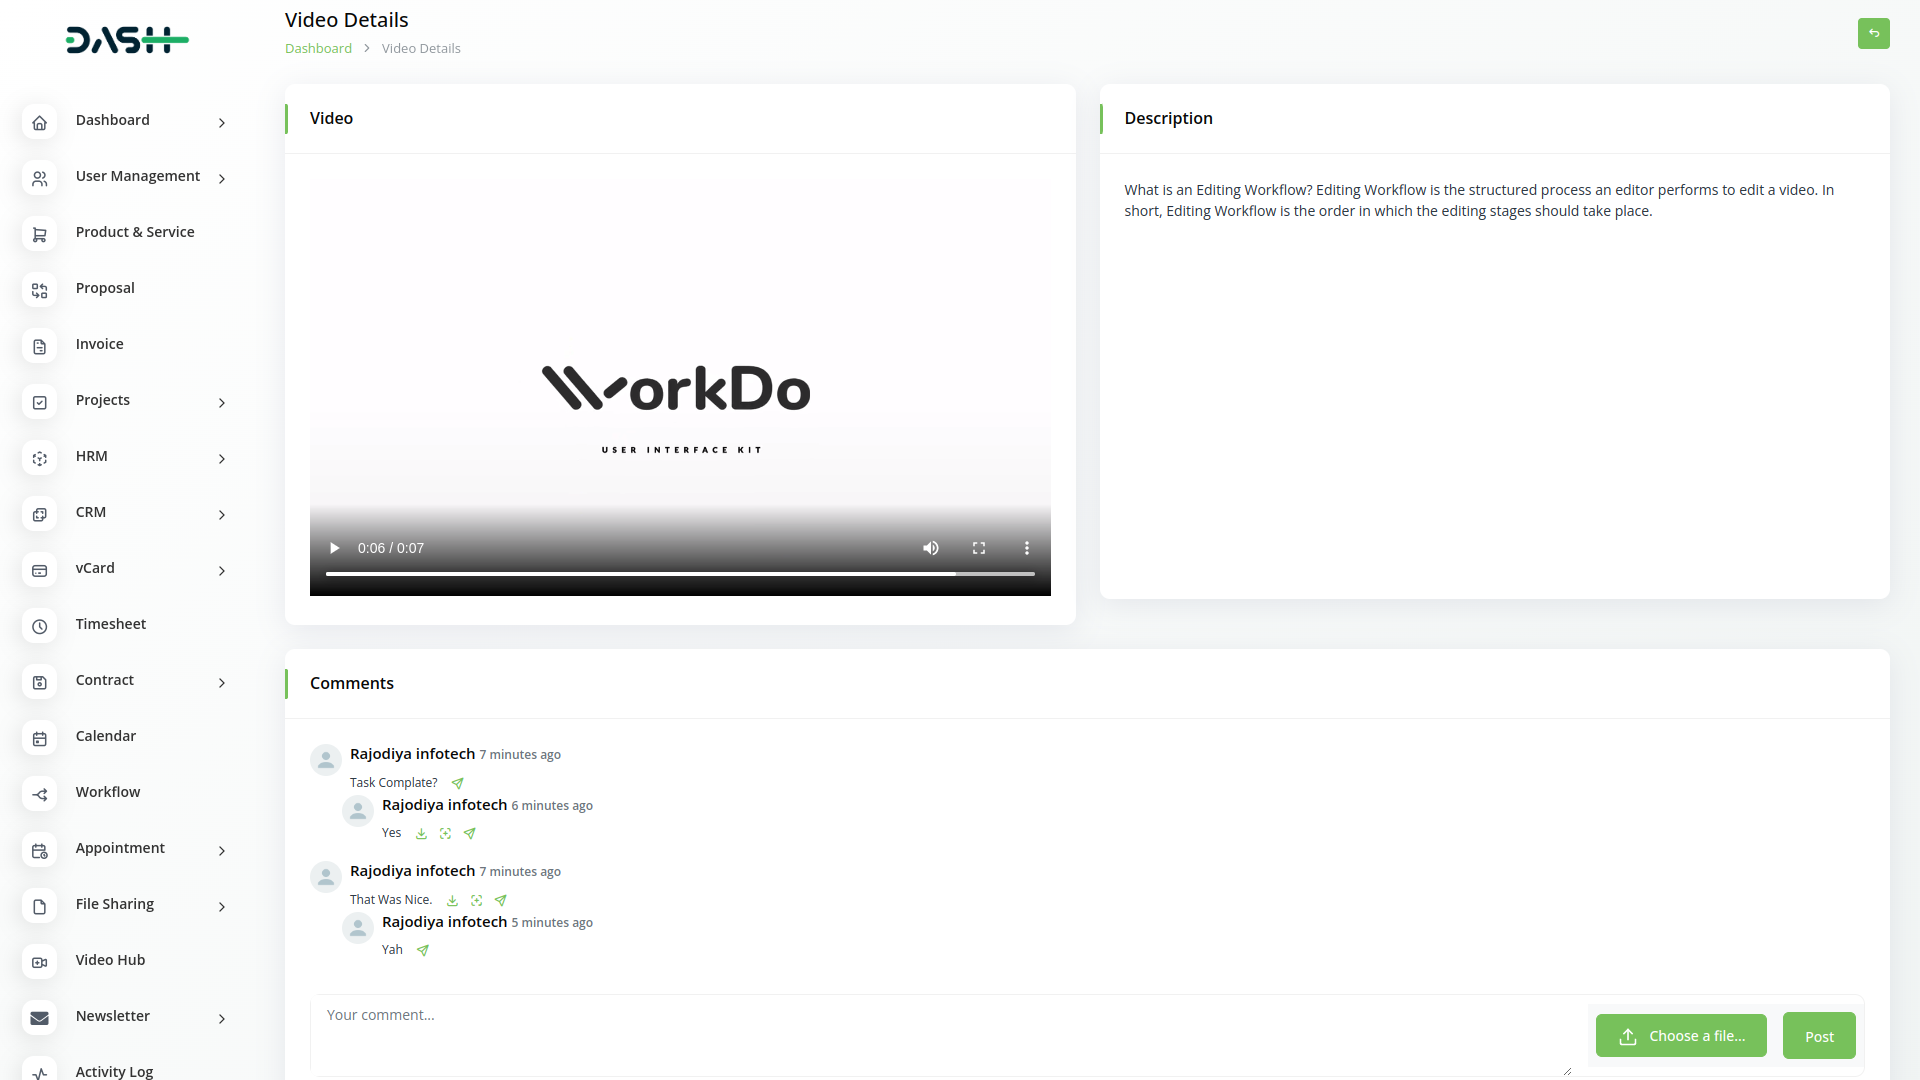 DASH
Dashboard
User Management
Product & Service
Proposal
Invoice
Projects
HRM
CRM
vCard
Timesheet
Contract
Calendar
Workflow
Appointment
File Sharing
Video Hub
Newsletter
Activity Log
Video Details
Dashboard > Video Details
Video
WorkDo
USER INTERFACE KIT
0:06 / 0:07
Description
What is an Editing Workflow? Editing Workflow is the structured process an editor performs to edit a video. In
short, Editing Workflow is the order in which the editing stages should take place.
Comments
Rajodiya infotech 7 minutes ago
Task Complate?
Rajodiya infotech 6 minutes ago
Yes
Rajodiya infotech 7 minutes ago
That Was Nice.
Rajodiya infotech 5 minutes ago
Yah
Your comment...
Choose a file...
Post